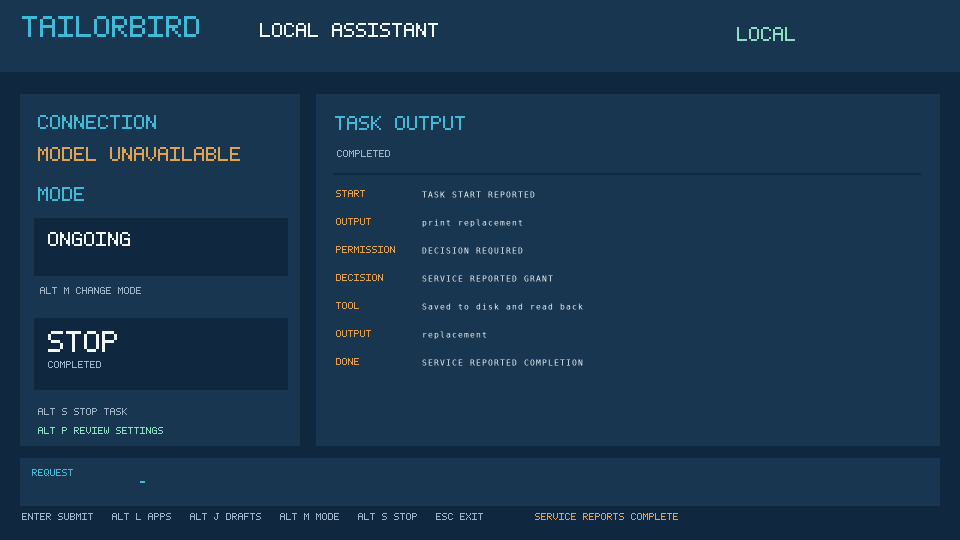 TAILORBIRD LOCAL ASSISTANT LOCAL
CONNECTION
MODEL UNAVAILABLE
MODE
ONGOING
ALT M CHANGE MODE
STOP
COMPLETED
ALT S STOP TASK
ALT P REVIEW SETTINGS
TASK OUTPUT
COMPLETED
START TASK START REPORTED
OUTPUT print replacement
PERMISSION DECISION REQUIRED
DECISION SERVICE REPORTED GRANT
TOOL Saved to disk and read back
OUTPUT replacement
DONE SERVICE REPORTED COMPLETION
REQUEST _
ENTER SUBMIT ALT L APPS ALT J DRAFTS ALT M MODE ALT S STOP ESC EXIT SERVICE REPORTS COMPLETE